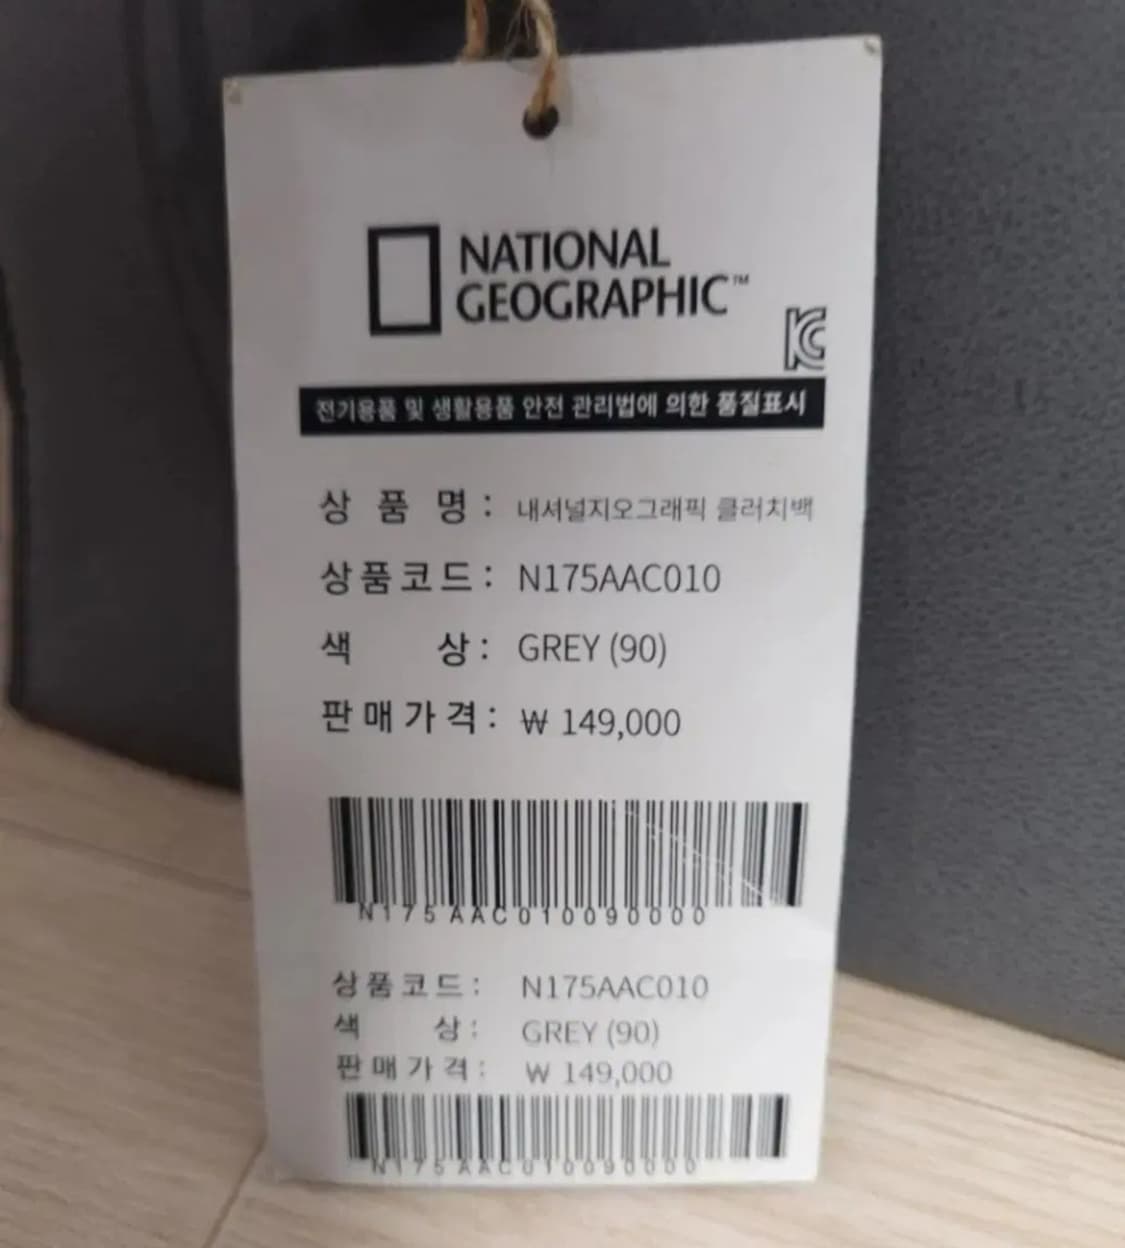 NATIONAL
GEOGRAPHIC™
KC
전기용품 및 생활용품 안전 관리법에 의한 품질표시
상 품 명 : 내셔널지오그래픽 클러치백
상품코드 : N175AAC010
색 상 : GREY (90)
판매가격 : ₩ 149,000
N175AAC010090000
상품코드 : N175AAC010
색 상 : GREY (90)
판매가격 : ₩ 149,000
N175AAC010090000